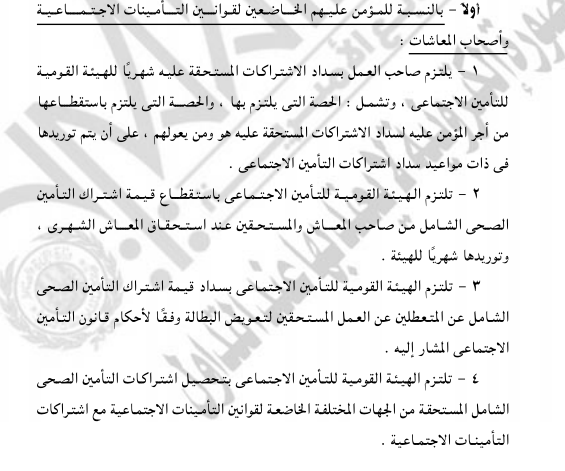 أولا - بالنسبة للمؤمن عليهم الخاضعين لقوانين التأمينات الاجتماعية
وأصحاب المعاشات :
١ - يلتزم صاحب العمل بسداد الاشتراكات المستحقة عليه شهريًا للهيئة القومية
للتأمين الاجتماعى ، وتشمل : الحصة التى يلتزم بها ، والحصة التى يلتزم باستقطاعها
من أجر المؤمن عليه لسداد الاشتراكات المستحقة عليه هو ومن يعولهم ، على أن يتم توريدها
فى ذات مواعيد سداد اشتراكات التأمين الاجتماعى .
٢ - تلتزم الهيئة القومية للتأمين الاجتماعى باستقطاع قيمة اشتراك التأمين
الصحى الشامل من صاحب المعاش والمستحقين عند استحقاق المعاش الشهرى ،
وتوريدها شهريًا للهيئة .
٣ - تلتزم الهيئة القومية للتأمين الاجتماعى بسداد قيمة اشتراك التأمين الصحى
الشامل عن المتعطلين عن العمل المستحقين لتعويض البطالة وفقًا لأحكام قانون التأمين
الاجتماعى المشار إليه .
٤ - تلتزم الهيئة القومية للتأمين الاجتماعى بتحصيل اشتراكات التأمين الصحى
الشامل المستحقة من الجهات المختلفة الخاضعة لقوانين التأمينات الاجتماعية مع اشتراكات
التأمينات الاجتماعية .